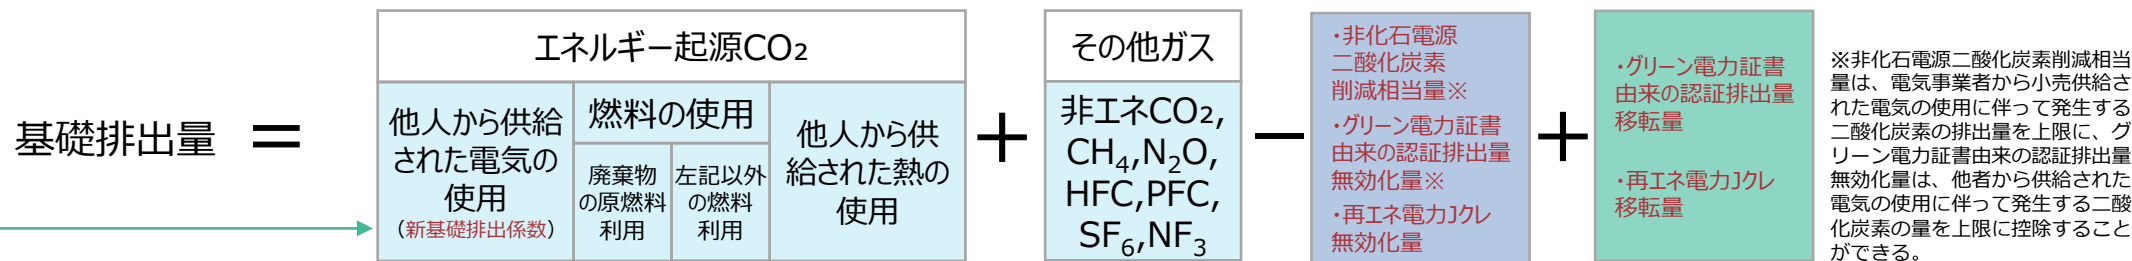 基礎排出量
＝
エネルギー起源CO₂
他人から供給
された電気の
使用
（新基礎排出係数）
燃料の使用
廃棄物
の原燃料
利用
左記以外
の燃料
利用
他人から供
給された熱の
使用
＋
その他ガス
非エネCO₂,
CH₄,N₂O,
HFC,PFC,
SF₆,NF₃
－
・非化石電源
二酸化炭素
削減相当量※
・グリーン電力証書
由来の認証排出量
無効化量※
・再エネ電力Jクレ
無効化量
＋
・グリーン電力証書
由来の認証排出量
移転量
・再エネ電力Jクレ
移転量
※非化石電源二酸化炭素削減相当
量は、電気事業者から小売供給さ
れた電気の使用に伴って発生する
二酸化炭素の排出量を上限に、グ
リーン電力証書由来の認証排出量
無効化量は、他者から供給された
電気の使用に伴って発生する二酸
化炭素の量を上限に控除すること
ができる。